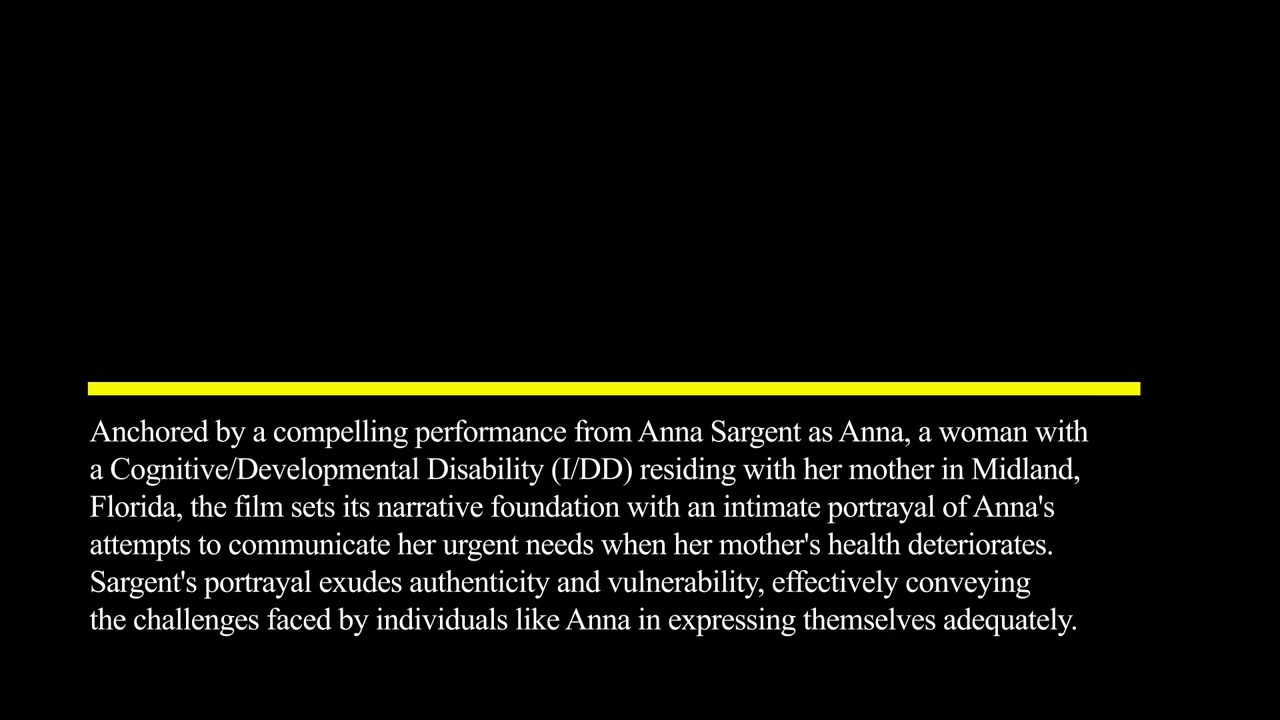 Anchored by a compelling performance from Anna Sargent as Anna, a woman with
a Cognitive/Developmental Disability (I/DD) residing with her mother in Midland,
Florida, the film sets its narrative foundation with an intimate portrayal of Anna's
attempts to communicate her urgent needs when her mother's health deteriorates.
Sargent's portrayal exudes authenticity and vulnerability, effectively conveying
the challenges faced by individuals like Anna in expressing themselves adequately.